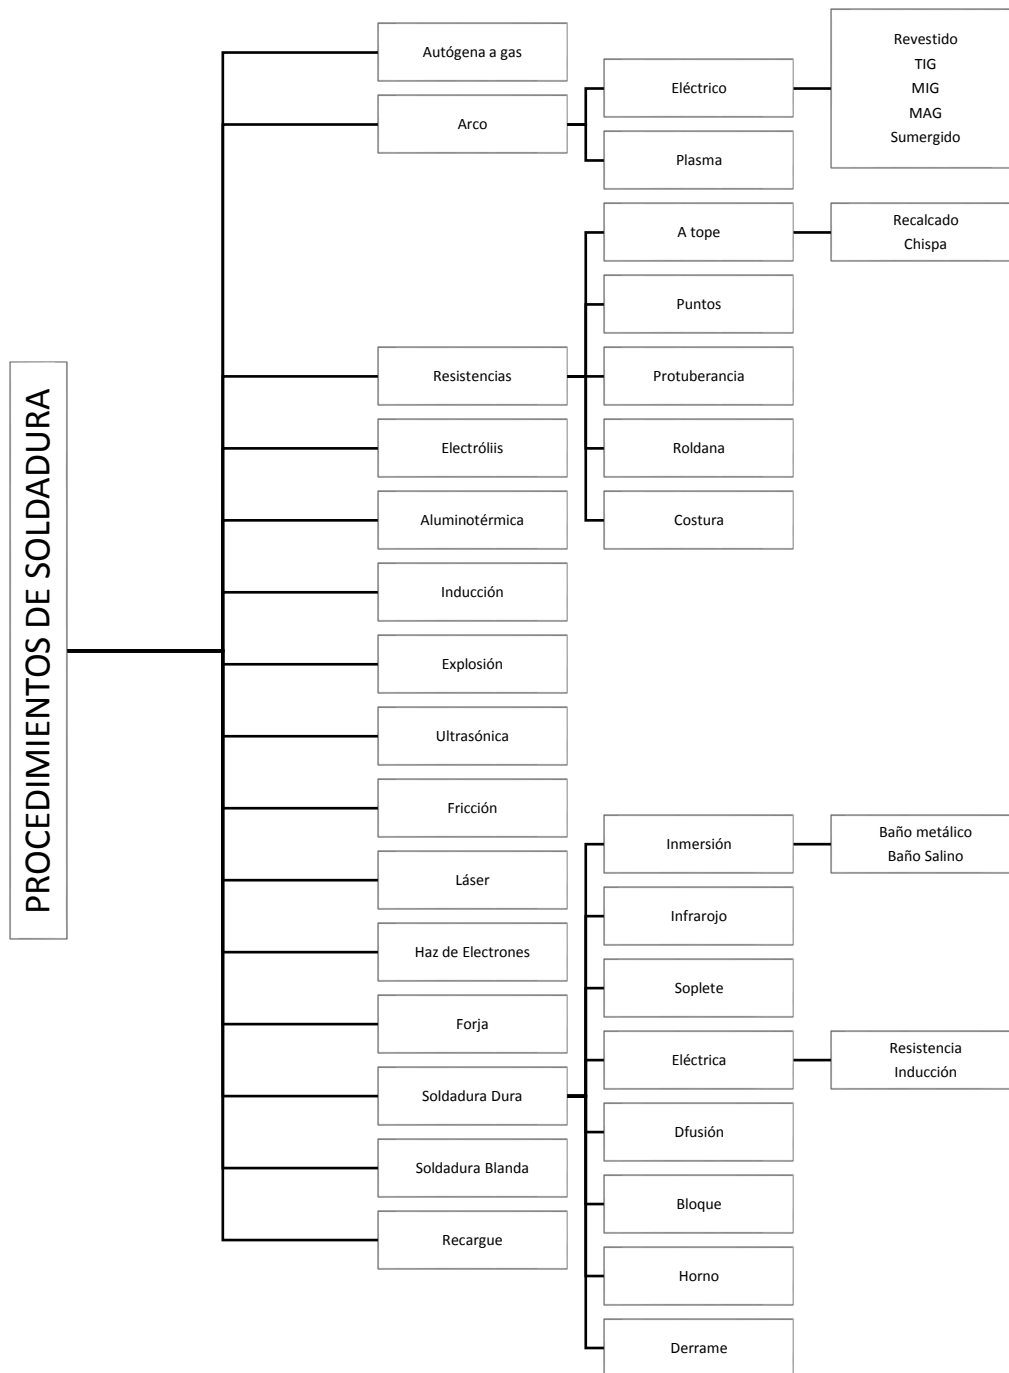 PROCEDIMIENTOS DE SOLDADURA
Autógena a gas
Arco
Eléctrico
Revestido
TIG
MIG
MAG
Sumergido
Plasma
Resistencias
A tope
Recalcado
Chispa
Puntos
Protuberancia
Roldana
Costura
Electróliis
Aluminotérmica
Inducción
Explosión
Ultrasónica
Fricción
Láser
Haz de Electrones
Forja
Soldadura Dura
Inmersión
Baño metálico
Baño Salino
Infrarojo
Soplete
Eléctrica
Resistencia
Inducción
Dfusión
Bloque
Horno
Derrame
Soldadura Blanda
Recargue